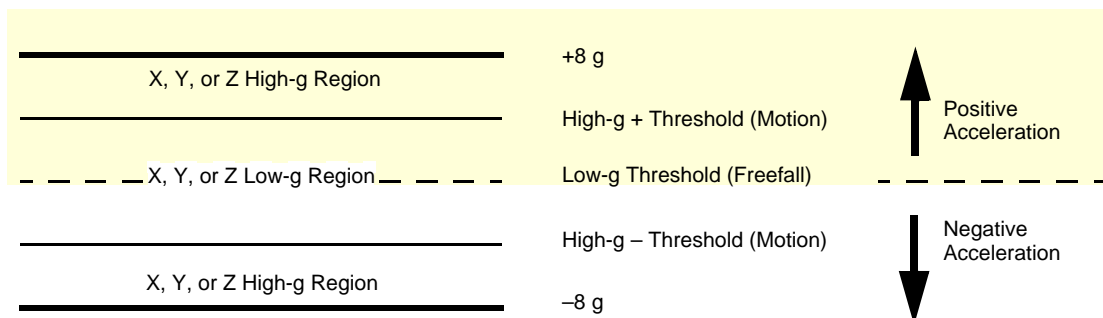 +8 g
X, Y, or Z High-g Region
High-g + Threshold (Motion)
Positive
Acceleration
X, Y, or Z Low-g Region
Low-g Threshold (Freefall)
High-g – Threshold (Motion)
Negative
Acceleration
X, Y, or Z High-g Region
–8 g